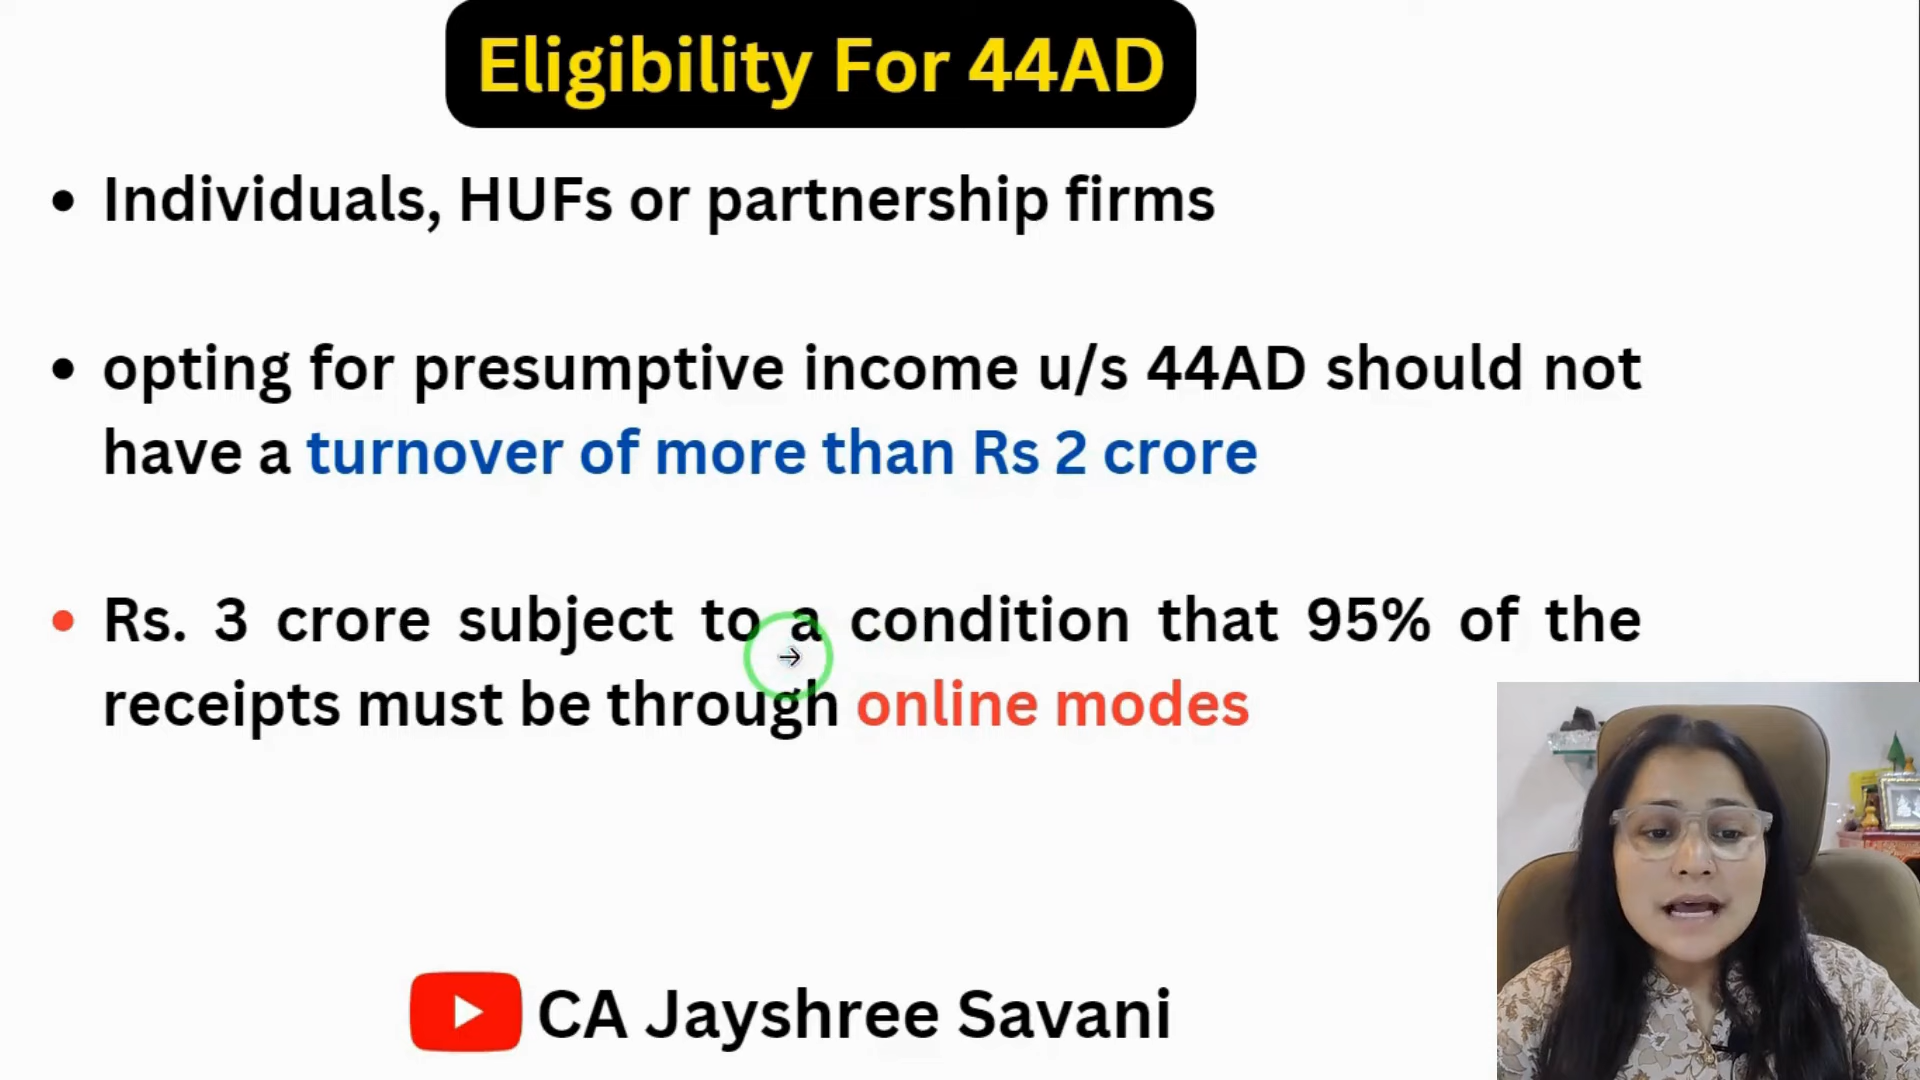 Eligibility For 44AD
• Individuals, HUFs or partnership firms
• opting for presumptive income u/s 44AD should not
have a turnover of more than Rs 2 crore
• Rs. 3 crore subject to a condition that 95% of the
receipts must be through online modes
CA Jayshree Savani